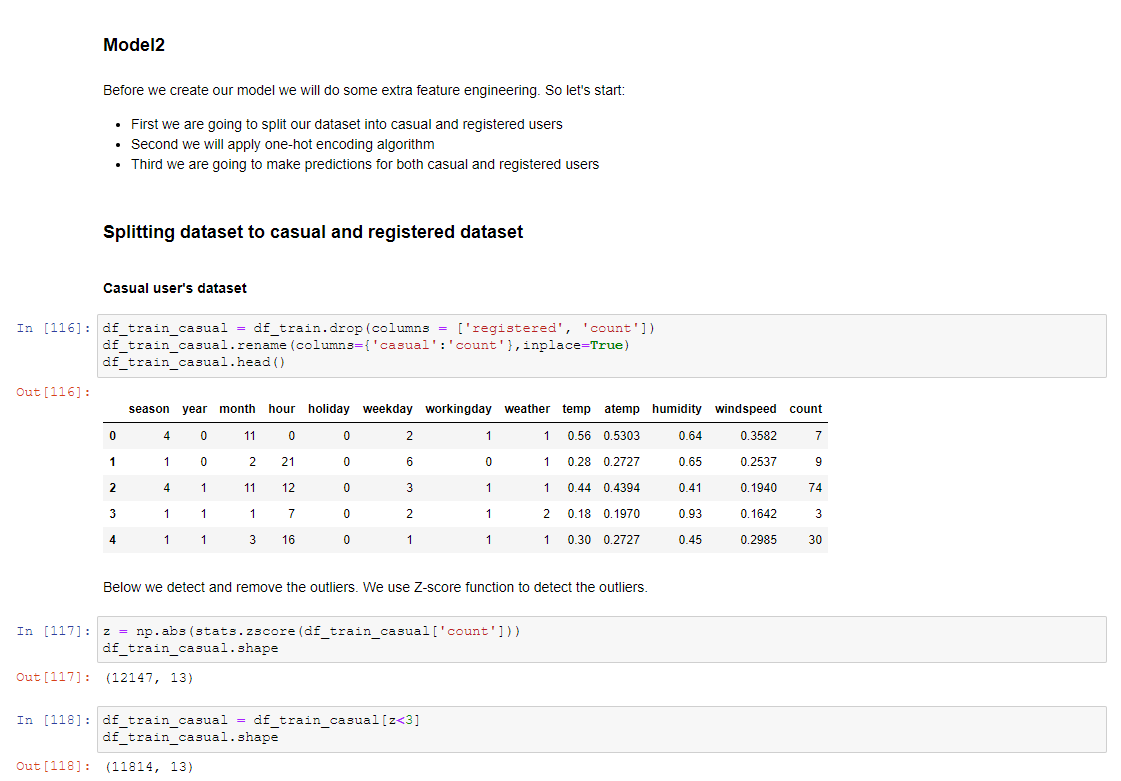 Model2
Before we create our model we will do some extra feature engineering. So let's start:
• First we are going to split our dataset into casual and registered users
• Second we will apply one-hot encoding algorithm
• Third we are going to make predictions for both casual and registered users
Splitting dataset to casual and registered dataset
Casual user's dataset
In [116]: df_train_casual = df_train.drop(columns = ['registered', 'count'])
df_train_casual.rename(columns={'casual':'count'},inplace=True)
df_train_casual.head()
Out[116]:
season year month hour holiday weekday workingday weather temp atemp humidity windspeed count
0 4 0 11 0 0 2 1 1 0.56 0.5303 0.64 0.3582 7
1 1 0 2 21 0 6 0 1 0.28 0.2727 0.65 0.2537 9
2 4 1 11 12 0 3 1 1 0.44 0.4394 0.41 0.1940 74
3 1 1 1 7 0 2 1 2 0.18 0.1970 0.93 0.1642 3
4 1 1 3 16 0 1 1 1 0.30 0.2727 0.45 0.2985 30
Below we detect and remove the outliers. We use Z-score function to detect the outliers.
In [117]: z = np.abs(stats.zscore(df_train_casual['count']))
df_train_casual.shape
Out[117]: (12147, 13)
In [118]: df_train_casual = df_train_casual[z<3]
df_train_casual.shape
Out[118]: (11814, 13)